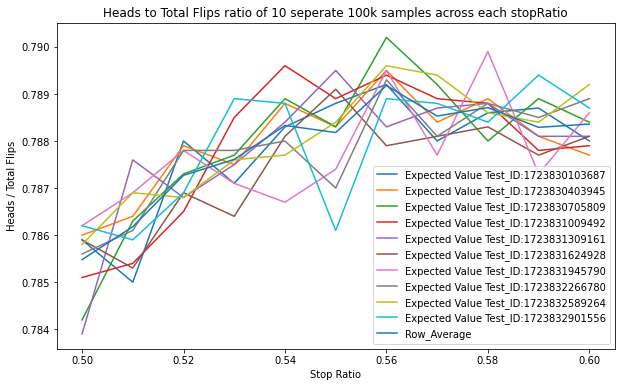 Heads to Total Flips ratio of 10 seperate 100k samples across each stopRatio
0.790
0.789
0.788
0.787
0.786
0.785
0.784
Heads / Total Flips
Expected Value Test_ID:1723830103687
Expected Value Test_ID:1723830403945
Expected Value Test_ID:1723830705809
Expected Value Test_ID:1723831009492
Expected Value Test_ID:1723831309161
Expected Value Test_ID:1723831624928
Expected Value Test_ID:1723831945790
Expected Value Test_ID:1723832266780
Expected Value Test_ID:1723832589264
Expected Value Test_ID:1723832901556
Row_Average
0.50 0.52 0.54 0.56 0.58 0.60
Stop Ratio